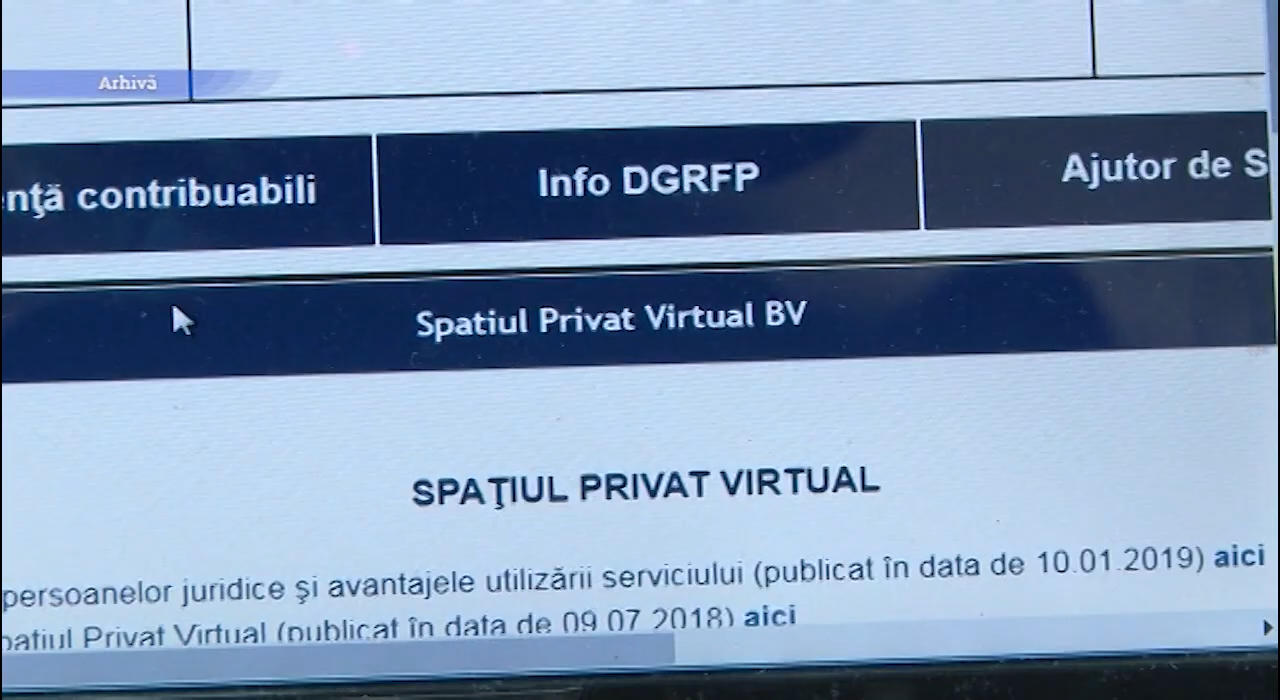 Arhivă
nţă contribuabili
Info DGRFP
Ajutor de S
Spatiul Privat Virtual BV
SPAŢIUL PRIVAT VIRTUAL
persoanelor juridice şi avantajele utilizării serviciului (publicat în data de 10.01.2019) aici
patiul Privat Virtual (publicat în data de 09 07 2018) aici